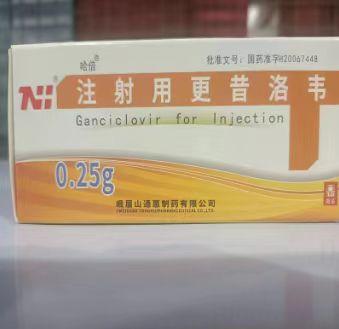 哈倍®
批准文号：国药准字H20067448
NH 注射用更昔洛韦
Ganciclovir for Injection
0.25g
峨眉山通惠制药有限公司